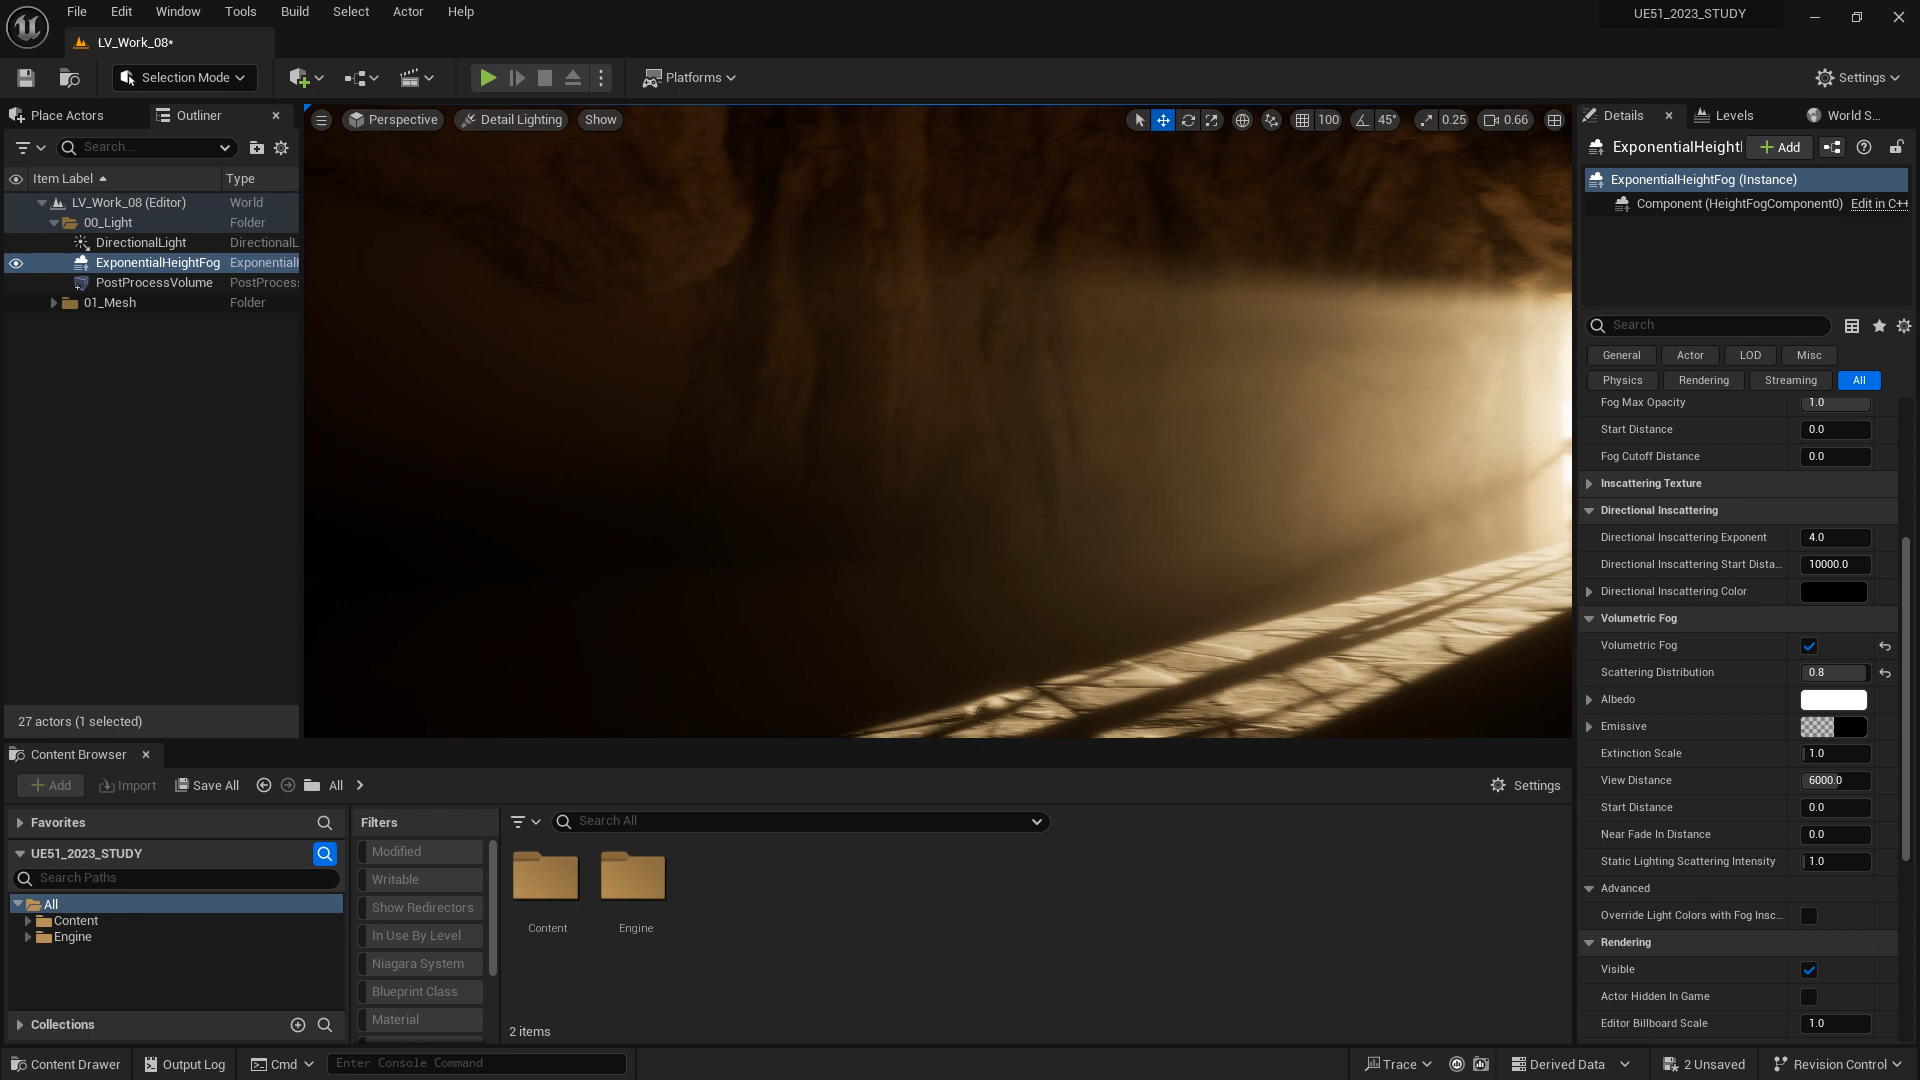 File Edit Window Tools Build Select Actor Help
UE51_2023_STUDY
LV_Work_08*
Selection Mode
Platforms
Settings
Place Actors
Outliner
Search...
Item Label
Type
LV_Work_08 (Editor) World
00_Light Folder
DirectionalLight DirectionalL
ExponentialHeightFog Exponential
PostProcessVolume PostProces
01_Mesh Folder
27 actors (1 selected)
Perspective
Detail Lighting
Show
100
45°
0.25
0.66
Details
Levels
World S...
ExponentialHeight
Add
ExponentialHeightFog (Instance)
Component (HeightFogComponent0) Edit in C++
Search
General Actor LOD Misc
Physics Rendering Streaming All
Fog Max Opacity 1.0
Start Distance 0.0
Fog Cutoff Distance 0.0
Inscattering Texture
Directional Inscattering
Directional Inscattering Exponent 4.0
Directional Inscattering Start Dista... 10000.0
Directional Inscattering Color
Volumetric Fog
Volumetric Fog
Scattering Distribution 0.8
Albedo
Emissive
Extinction Scale 1.0
View Distance 6000.0
Start Distance 0.0
Near Fade In Distance 0.0
Static Lighting Scattering Intensity 1.0
Advanced
Override Light Colors with Fog Insc...
Rendering
Visible
Actor Hidden In Game
Editor Billboard Scale 1.0
Content Browser
Add Import Save All All
Settings
Favorites
UE51_2023_STUDY
Search Paths
All
Content
Engine
Collections
Filters
Modified
Writable
Show Redirectors
In Use By Level
Niagara System
Blueprint Class
Material
Search All
Content
Engine
2 items
Content Drawer
Output Log
Cmd
Enter Console Command
Trace
Derived Data
2 Unsaved
Revision Control